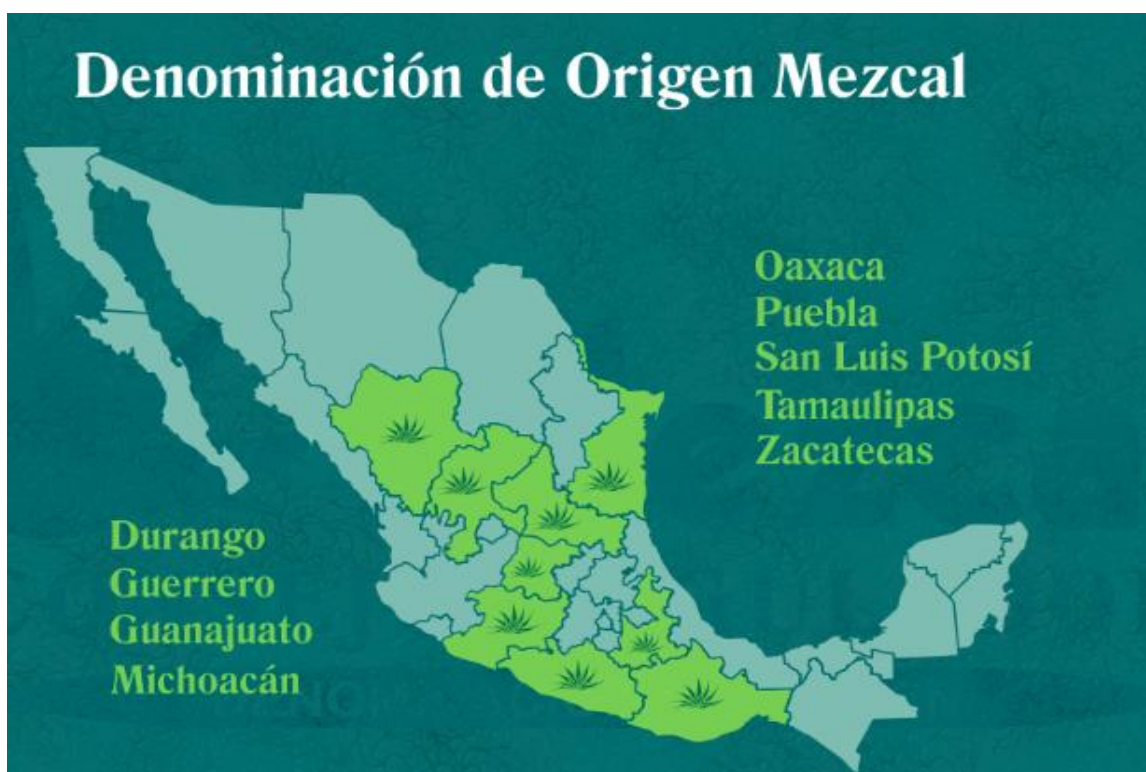 Denominación de Origen Mezcal
Oaxaca
Puebla
San Luis Potosí
Tamaulipas
Zacatecas
Durango
Guerrero
Guanajuato
Michoacán